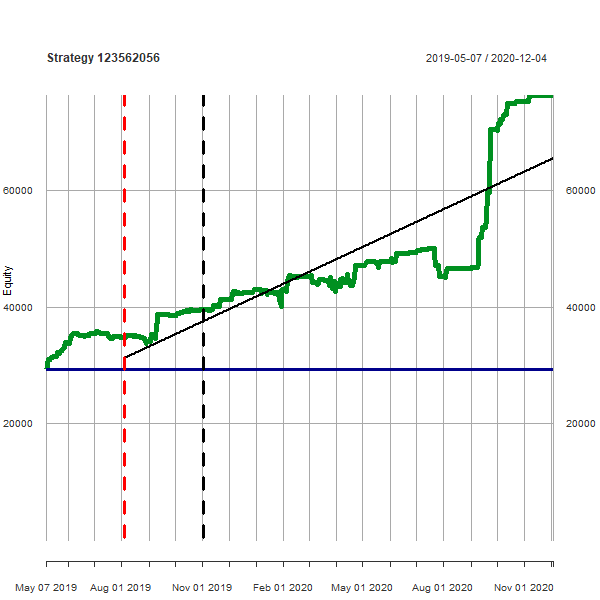 Strategy 123562056
2019-05-07 / 2020-12-04
60000
60000
Equity
40000
40000
20000
20000
May 07 2019
Aug 01 2019
Nov 01 2019
Feb 01 2020
May 01 2020
Aug 01 2020
Nov 01 2020